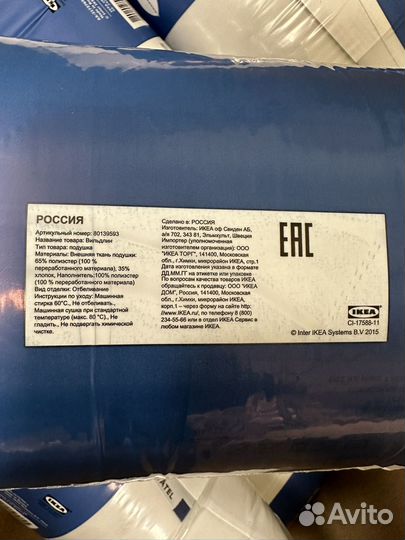 РОССИЯ
Артикульный номер: 80139593
Название товара: Вильдлин
Тип товара: подушка
Материалы: Внешняя ткань подушки:
65% полиэстер (100 %
переработанного материала), 35%
хлопок, Наполнитель:100% полиэстер
(100 % переработанного материала)
Вид отделки: Отбеливание
Инструкции по уходу: Машинная
стирка 60°С., Не отбеливать.,
Машинная сушка при стандартной
температуре (макс. 80 °С)., Не
гладить., Не подвергать химической
чистке.
Сделано в: РОССИЯ
Изготовитель: ИКЕА оф Свиден АБ,
а/я 702, 343 81, Эльмхульт, Швеция
Импортер (уполномоченная
изготовителем организация): ООО
"ИКЕА ТОРГ", 141400, Московская
обл., г.Химки, микрорайон ИКЕА, стр.1
Дата изготовления указана в формате
ДД.ММ.ГГ на этикетке или на товаре.
По вопросам качества товаров ИКЕА
обращайтесь к продавцу: ООО «ИКЕА
ДОМ», Россия, 141400, Московская
обл., г.Химки, микрорайон ИКЕА,
корп.1 – через форму на сайте http:/
/www.IKEA.ru/, по телефону 8 (800)
234-55-66 или в отделе ИКЕА Сервис в
любом магазине ИКЕА.
EAC
IKEA
CI-17588-11
© Inter IKEA Systems B.V 2015
IKEA
ATEL
Avito